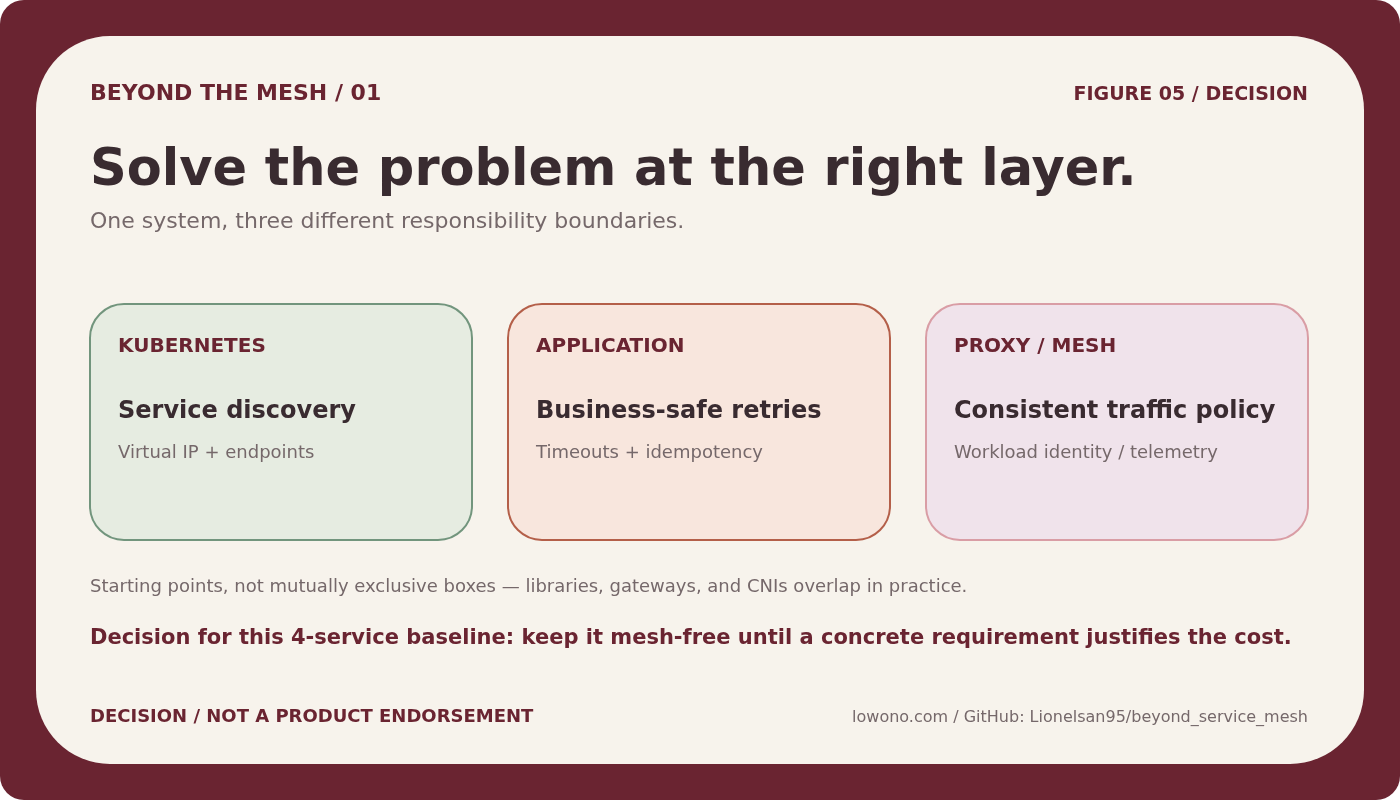 BEYOND THE MESH / 01
FIGURE 05 / DECISION
Solve the problem at the right layer.
One system, three different responsibility boundaries.
KUBERNETES
Service discovery
Virtual IP + endpoints
APPLICATION
Business-safe retries
Timeouts + idempotency
PROXY / MESH
Consistent traffic policy
Workload identity / telemetry
Starting points, not mutually exclusive boxes — libraries, gateways, and CNIs overlap in practice.
Decision for this 4-service baseline: keep it mesh-free until a concrete requirement justifies the cost.
DECISION / NOT A PRODUCT ENDORSEMENT
lowono.com / GitHub: Lionelsan95/beyond_service_mesh